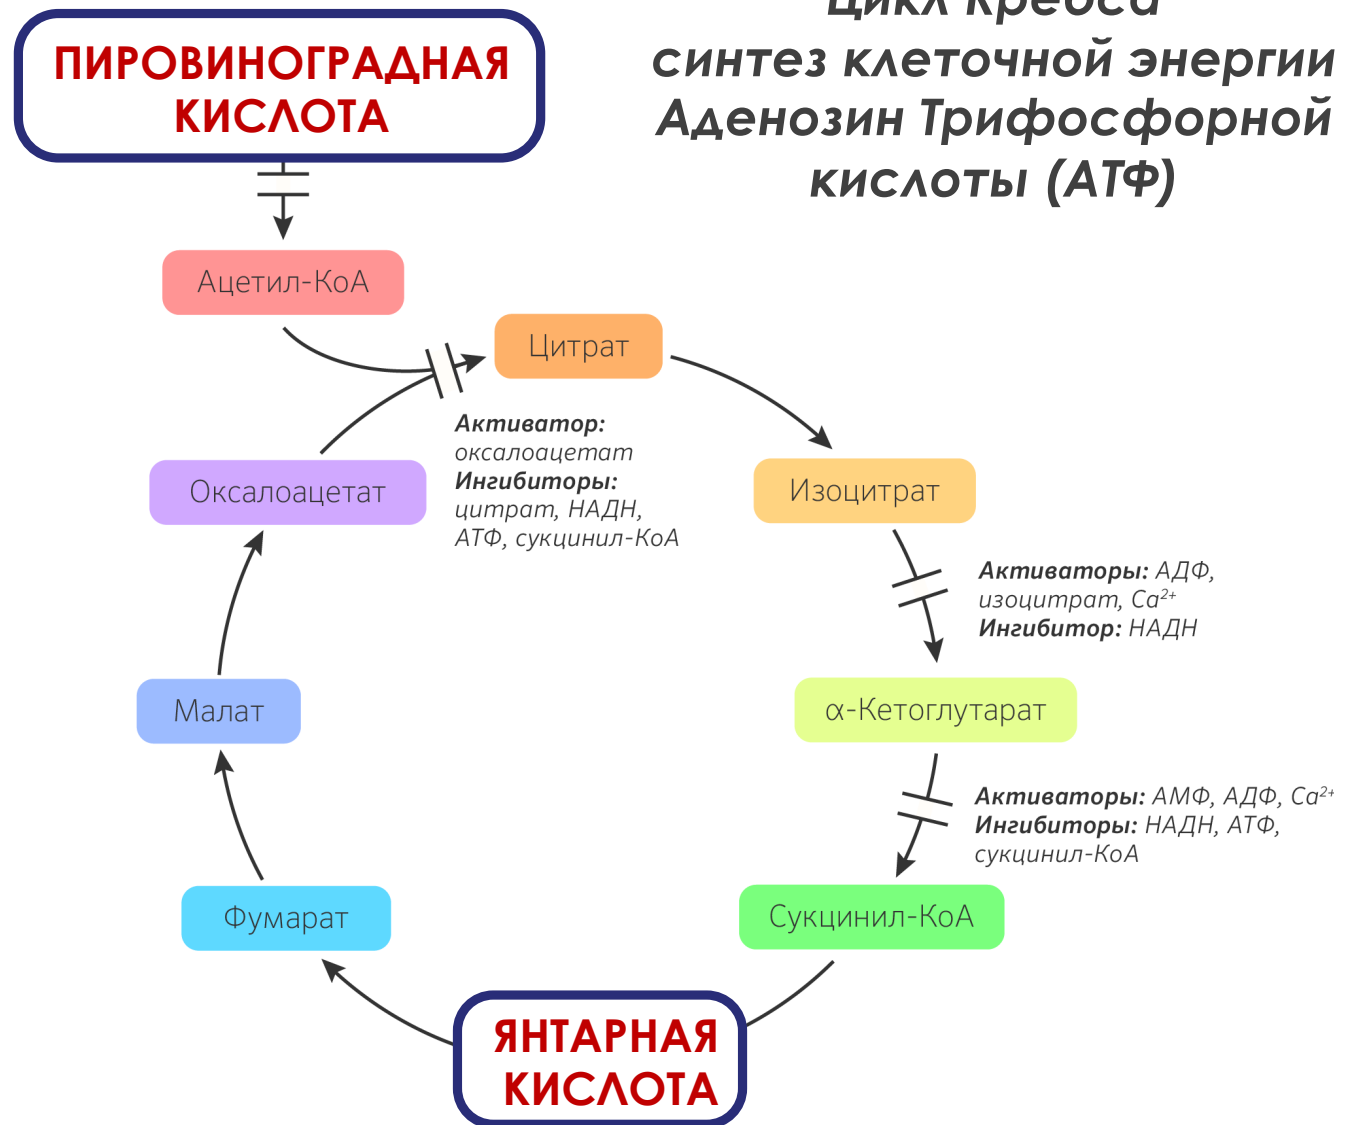 Цикл Кребса
синтез клеточной энергии
Аденозин Трифосфорной
кислоты (АТФ)
ПИРОВИНОГРАДНАЯ
КИСЛОТА
Ацетил-КоА
Цитрат
Активатор:
оксалоацетат
Ингибиторы:
цитрат, НАДН,
АТФ, сукцинил-КоА
Оксалоацетат
Изоцитрат
Активаторы: АДФ,
изоцитрат, Ca²⁺
Ингибитор: НАДН
Малат
α-Кетоглутарат
Активаторы: АМФ, АДФ, Ca²⁺
Ингибиторы: НАДН, АТФ,
сукцинил-КоА
Фумарат
Сукцинил-КоА
ЯНТАРНАЯ
КИСЛОТА